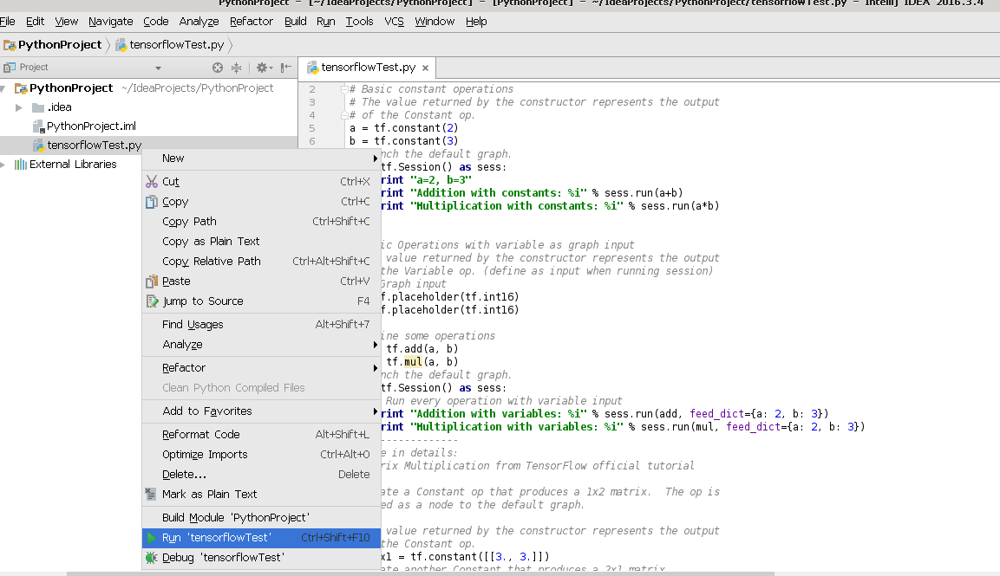 PythonProject - [~/IdeaProjects/PythonProject] - [PythonProject] - ~/IdeaProjects/PythonProject/tensorflowTest.py - IntelliJ IDEA 2016.3.4
File Edit View Navigate Code Analyze Refactor Build Run Tools VCS Window Help
PythonProject tensorflowTest.py
Project
tensorflowTest.py
PythonProject ~/IdeaProjects/PythonProject
.idea
PythonProject.iml
tensorflowTest.py
External Libraries
New
Cut Ctrl+X
Copy Ctrl+C
Copy Path Ctrl+Shift+C
Copy as Plain Text
Copy Relative Path Ctrl+Alt+Shift+C
Paste Ctrl+V
Jump to Source F4
Find Usages Alt+Shift+7
Analyze
Refactor
Clean Python Compiled Files
Add to Favorites
Reformat Code Alt+Shift+L
Optimize Imports Ctrl+Alt+O
Delete... Delete
Mark as Plain Text
Build Module 'PythonProject'
Run 'tensorflowTest' Ctrl+Shift+F10
Debug 'tensorflowTest'
2 # Basic constant operations
3 # The value returned by the constructor represents the output
4 # of the Constant op.
5 a = tf.constant(2)
6 b = tf.constant(3)
nch the default graph.
tf.Session() as sess:
rint "a=2, b=3"
rint "Addition with constants: %i" % sess.run(a+b)
rint "Multiplication with constants: %i" % sess.run(a*b)
ic Operations with variable as graph input
value returned by the constructor represents the output
the Variable op. (define as input when running session)
Graph input
f.placeholder(tf.int16)
f.placeholder(tf.int16)
ine some operations
tf.add(a, b)
tf.mul(a, b)
nch the default graph.
tf.Session() as sess:
Run every operation with variable input
rint "Addition with variables: %i" % sess.run(add, feed_dict={a: 2, b: 3})
rint "Multiplication with variables: %i" % sess.run(mul, feed_dict={a: 2, b: 3})
-------------
e in details:
rix Multiplication from TensorFlow official tutorial
ate a Constant op that produces a 1x2 matrix.  The op is
ed as a node to the default graph.
value returned by the constructor represents the output
the Constant op.
x1 = tf.constant([[3., 3.]])
ate another Constant that produces a 2x1 matrix